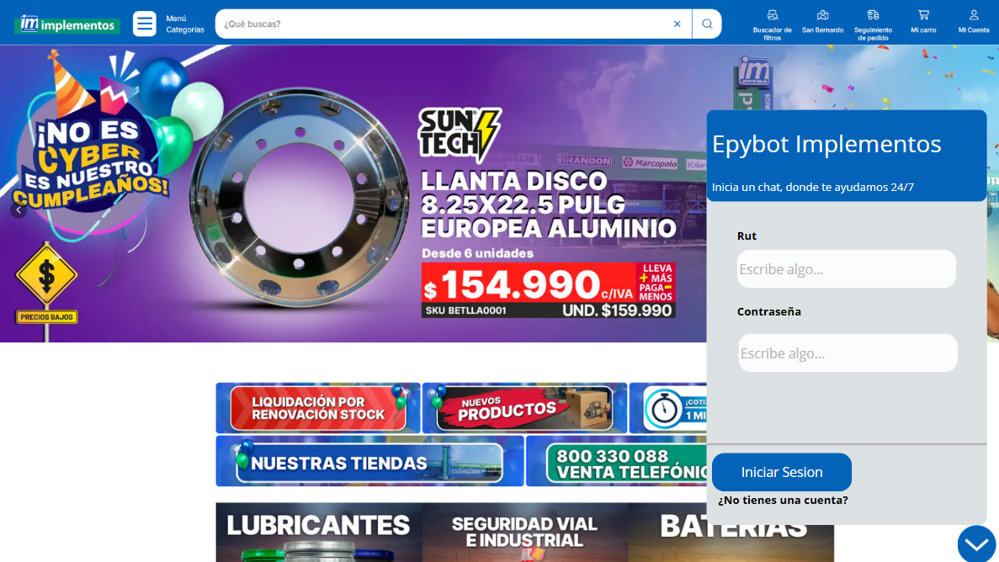 im implementos
Menú
Categorías
¿Qué buscas?
Buscador de
filtros
San Bernardo
Seguimiento
de pedido
Mi carro
Mi Cuenta
¡NO ES
CYBER
ES NUESTRO
CUMPLEAÑOS!
$
PRECIOS BAJOS
SUN
TECH
RANDON
Marcopolo
LLANTA DISCO
8.25X22.5 PULG
EUROPEA ALUMINIO
Desde 6 unidades
$154.990 c/IVA
LLEVA
+ MÁS
PAGA-
MENOS
SKU BETLLA0001
UND. $159.990
im
.cl
Epybot Implementos
Inicia un chat, donde te ayudamos 24/7
Rut
Escribe algo...
Contraseña
Escribe algo...
Iniciar Sesion
¿No tienes una cuenta?
LIQUIDACIÓN POR
RENOVACIÓN STOCK
NUEVOS
PRODUCTOS
¡COTI
1 MI
NUESTRAS TIENDAS
800 330 088
VENTA TELEFÓNIC
LUBRICANTES
SEGURIDAD VIAL
E INDUSTRIAL
BATERÍAS